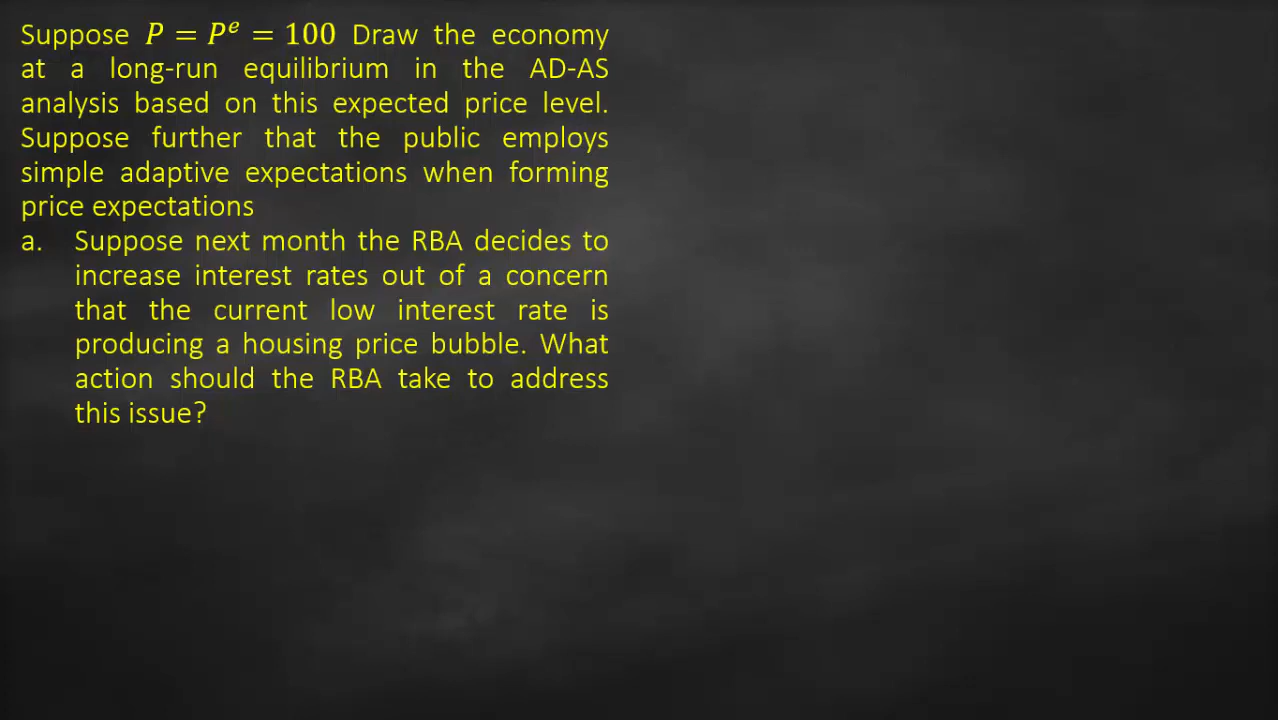 Suppose P = Pᵉ = 100 Draw the economy
at a long-run equilibrium in the AD-AS
analysis based on this expected price level.
Suppose further that the public employs
simple adaptive expectations when forming
price expectations
a. Suppose next month the RBA decides to
increase interest rates out of a concern
that the current low interest rate is
producing a housing price bubble. What
action should the RBA take to address
this issue?